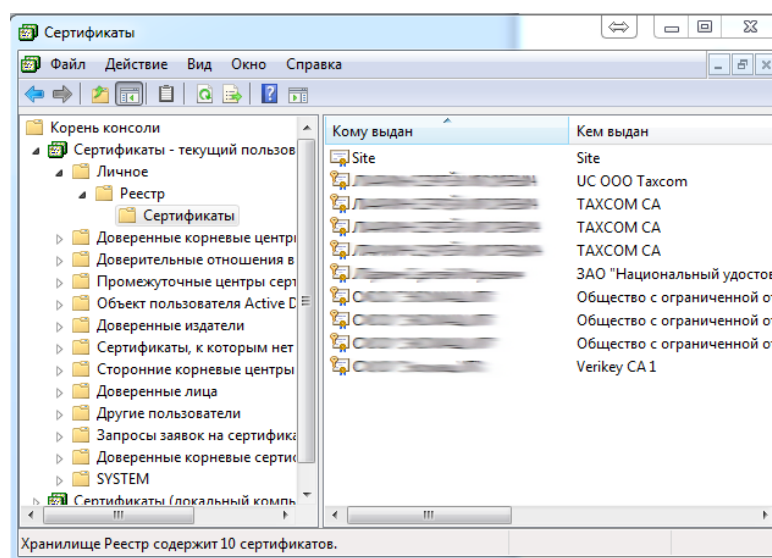 Сертификаты
Файл Действие Вид Окно Справка
Корень консоли
Сертификаты - текущий пользов
Личное
Реестр
Сертификаты
Доверенные корневые центры
Доверительные отношения в
Промежуточные центры серт
Объект пользователя Active D
Доверенные издатели
Сертификаты, к которым нет
Сторонние корневые центры
Доверенные лица
Другие пользователи
Запросы заявок на сертифика
Доверенные корневые сертис
SYSTEM
Сертификаты (локальный компь
Кому выдан Кем выдан
Site Site
UC ООО Taxcom
TAXCOM CA
TAXCOM CA
TAXCOM CA
ЗАО "Национальный удостов
Общество с ограниченной от
Общество с ограниченной от
Общество с ограниченной от
Verikey CA 1
Хранилище Реестр содержит 10 сертификатов.